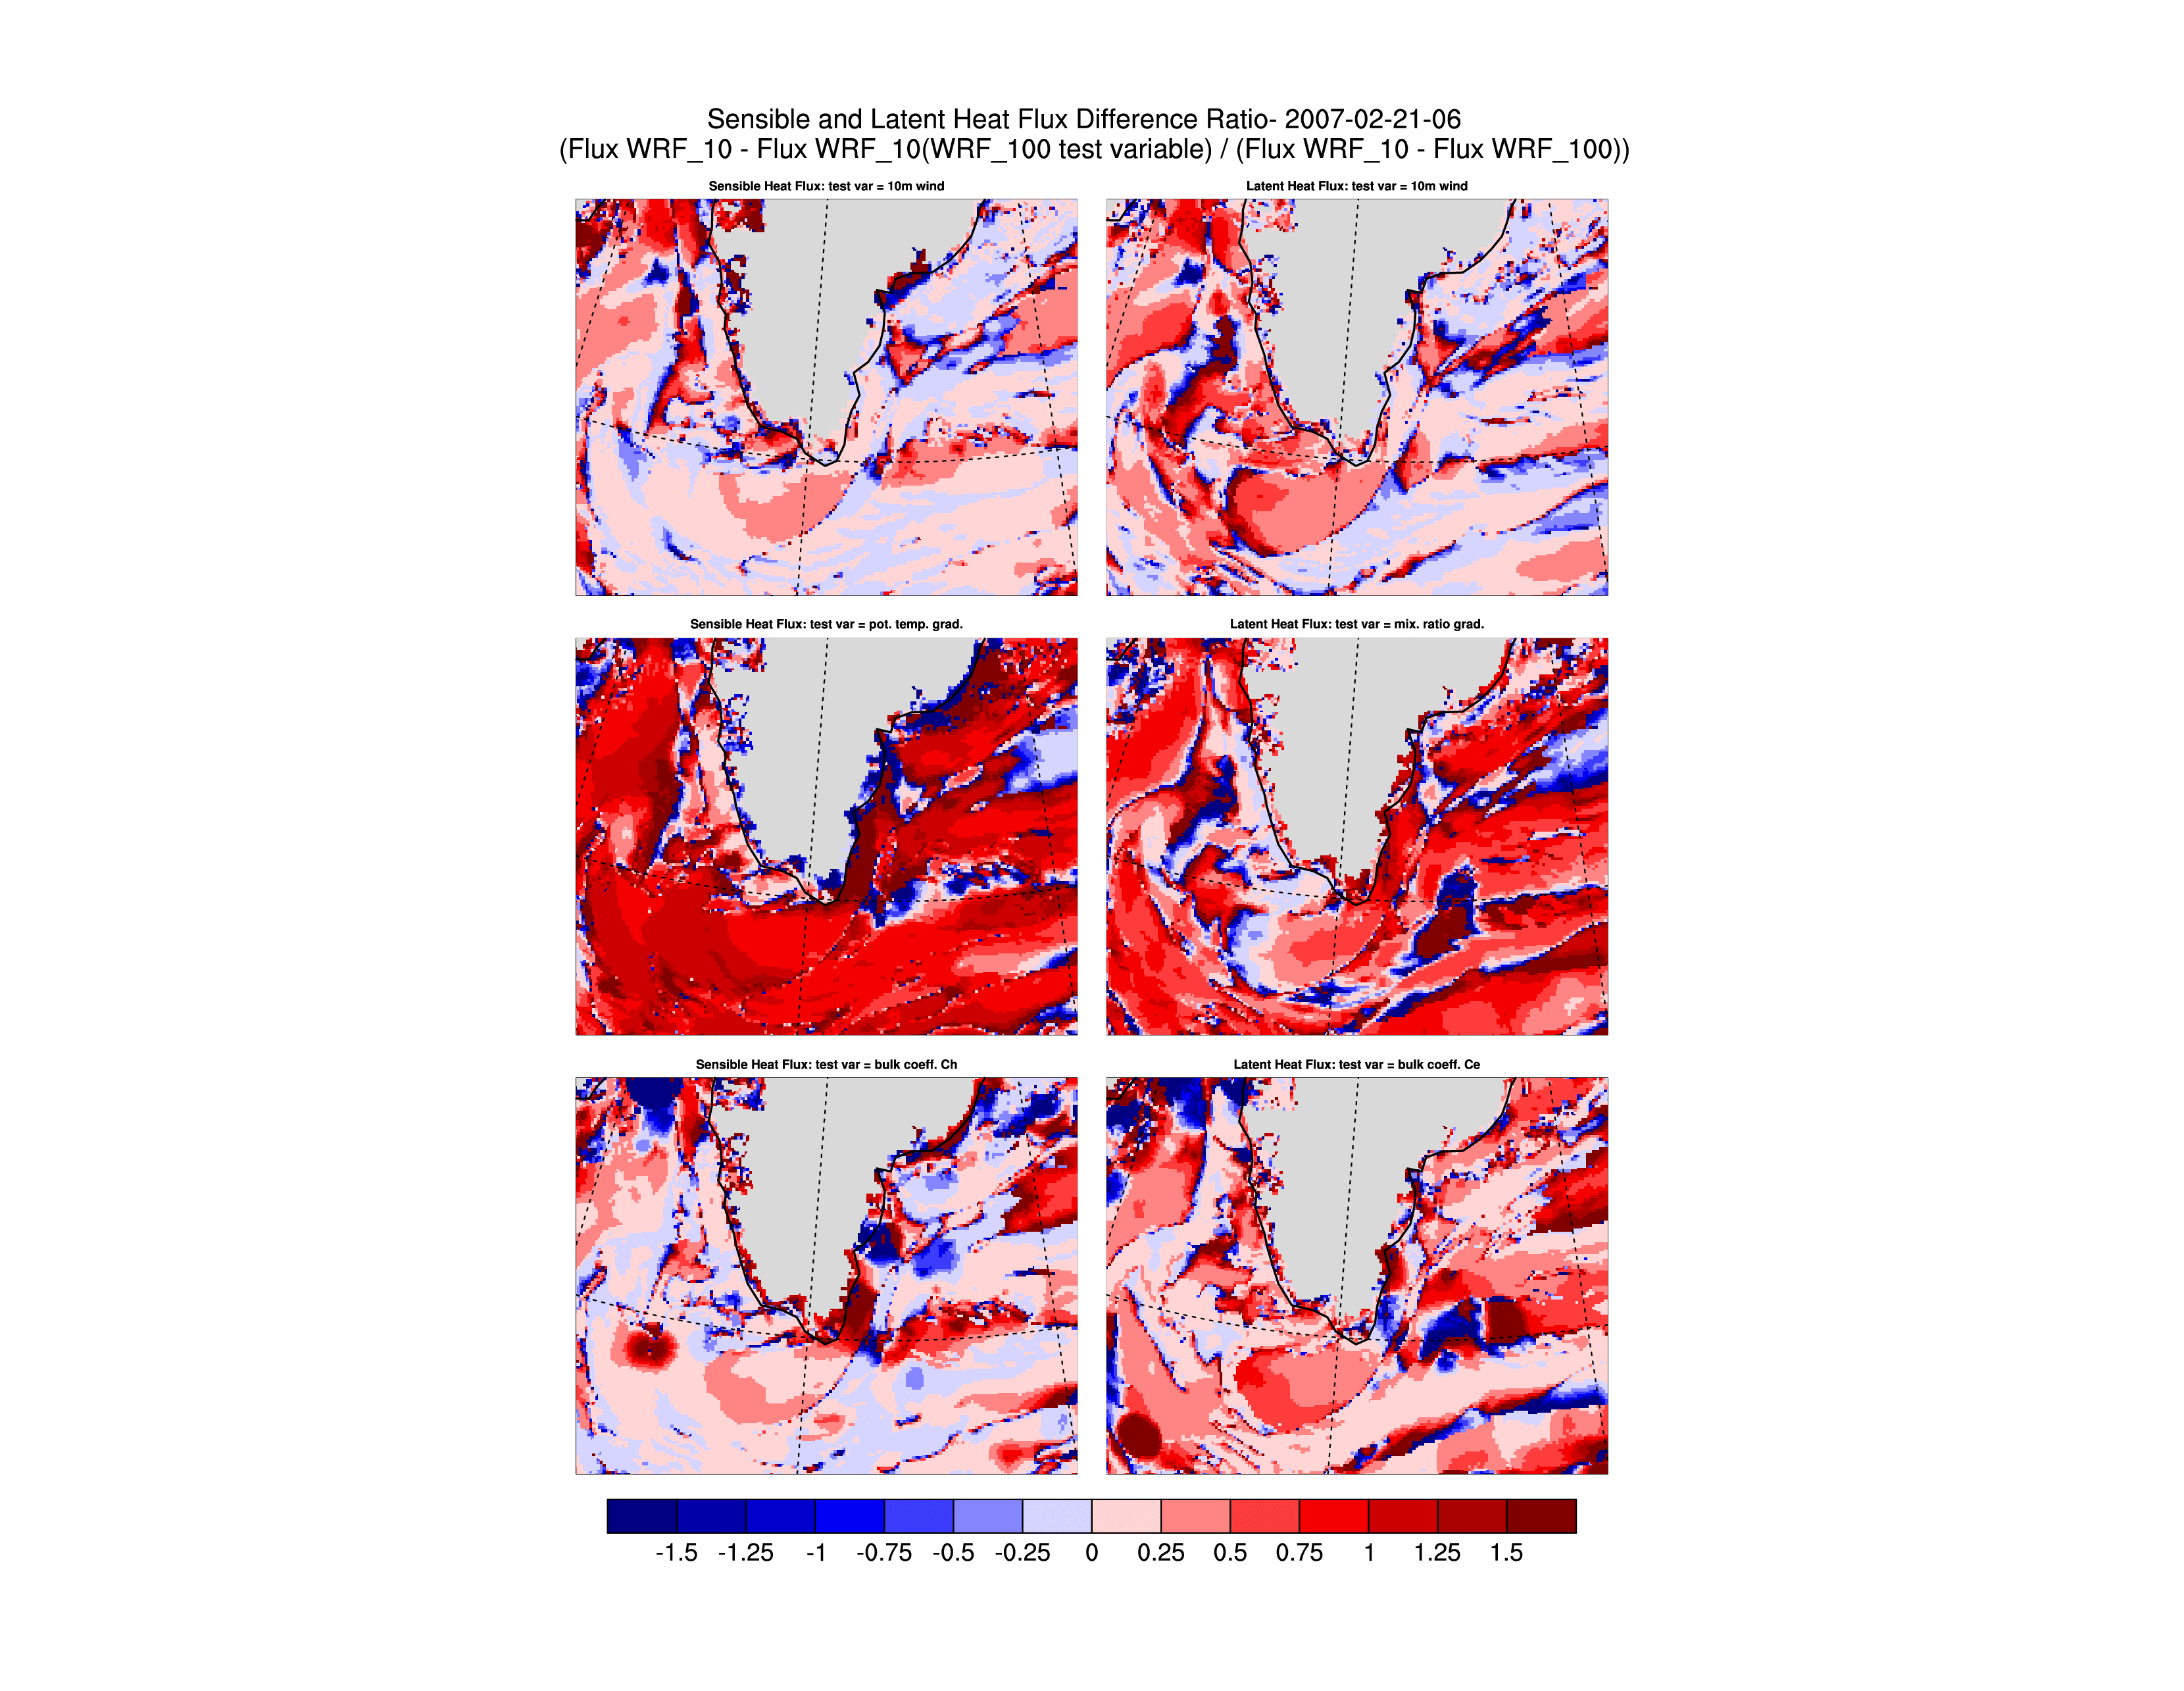 Sensible and Latent Heat Flux Difference Ratio- 2007-02-21-06
(Flux WRF_10 - Flux WRF_10(WRF_100 test variable) / (Flux WRF_10 - Flux WRF_100))
Sensible Heat Flux: test var = 10m wind
Latent Heat Flux: test var = 10m wind
Sensible Heat Flux: test var = pot. temp. grad.
Latent Heat Flux: test var = mix. ratio grad.
Sensible Heat Flux: test var = bulk coeff. Ch
Latent Heat Flux: test var = bulk coeff. Ce
-1.5 -1.25 -1 -0.75 -0.5 -0.25 0 0.25 0.5 0.75 1 1.25 1.5